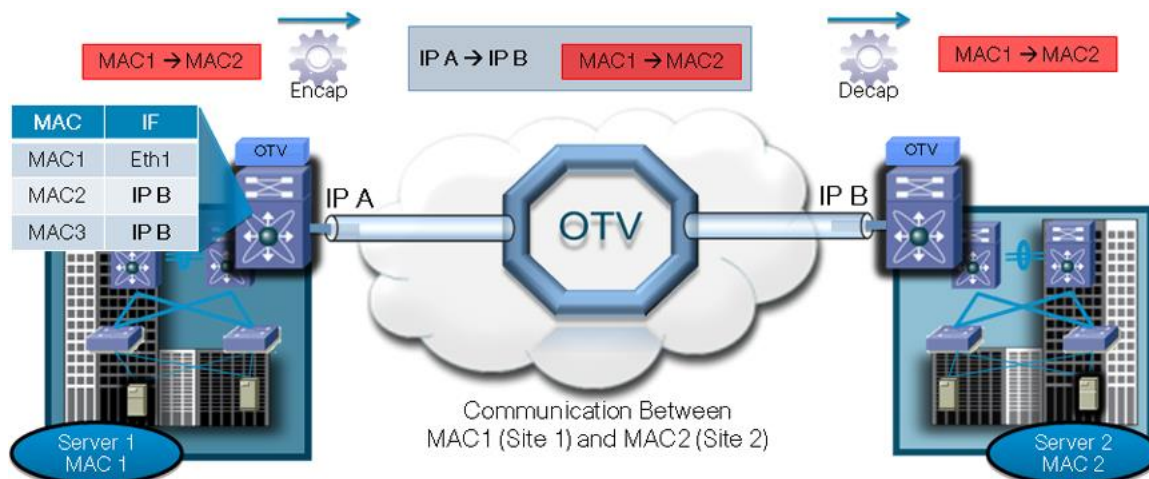 MAC1 → MAC2
Encap
IP A → IP B
MAC1 → MAC2
Decap
MAC1 → MAC2
MAC IF
MAC1 Eth1
MAC2 IP B
MAC3 IP B
OTV
IP A
OTV
IP B
OTV
Communication Between
MAC1 (Site 1) and MAC2 (Site 2)
Server 1
MAC 1
Server 2
MAC 2